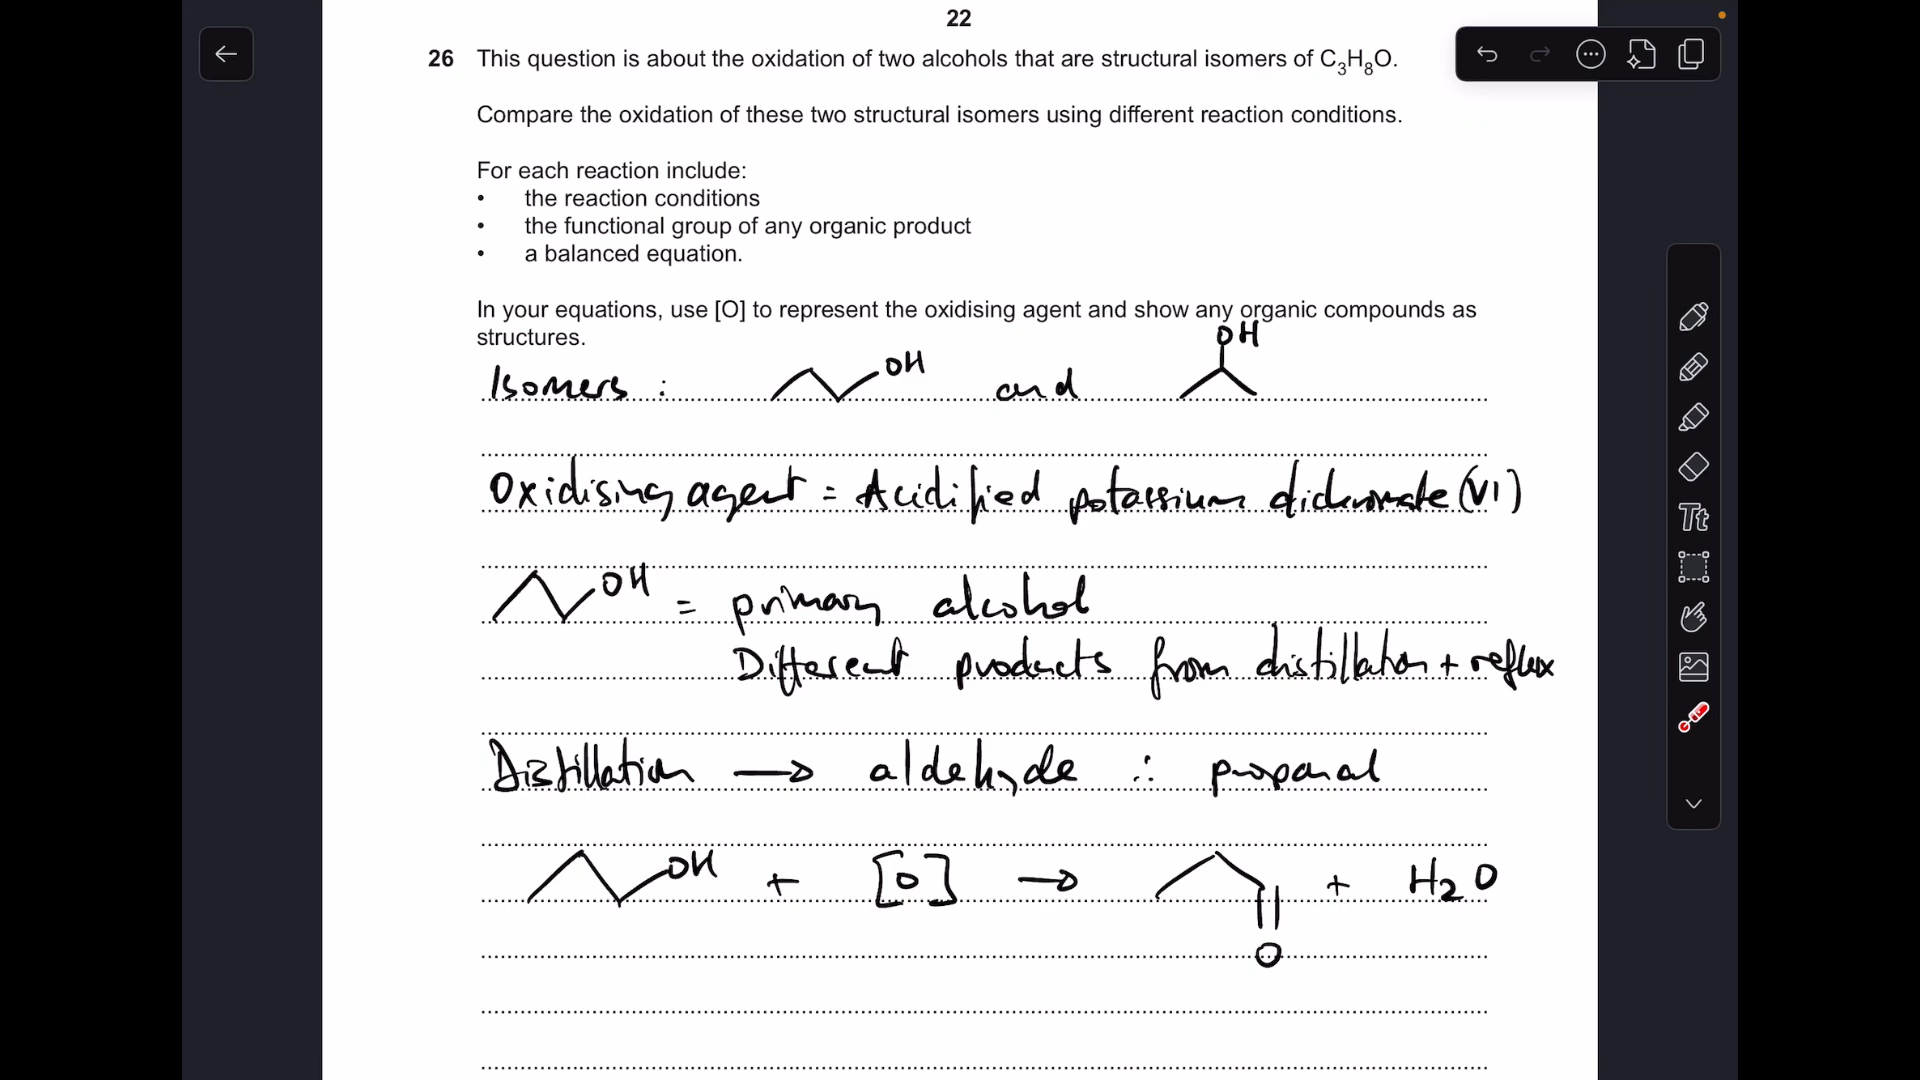 22
26 This question is about the oxidation of two alcohols that are structural isomers of C₃H₈O.
Compare the oxidation of these two structural isomers using different reaction conditions.
For each reaction include:
• the reaction conditions
• the functional group of any organic product
• a balanced equation.
In your equations, use [O] to represent the oxidising agent and show any organic compounds as
structures.
Isomers : OH and OH
Oxidising agent = Acidified potassium dichromate (VI)
OH = primary alcohol
Different products from distillation + reflux
Distillation → aldehyde ∴ propanal
OH + [O] → O + H₂O
Tt